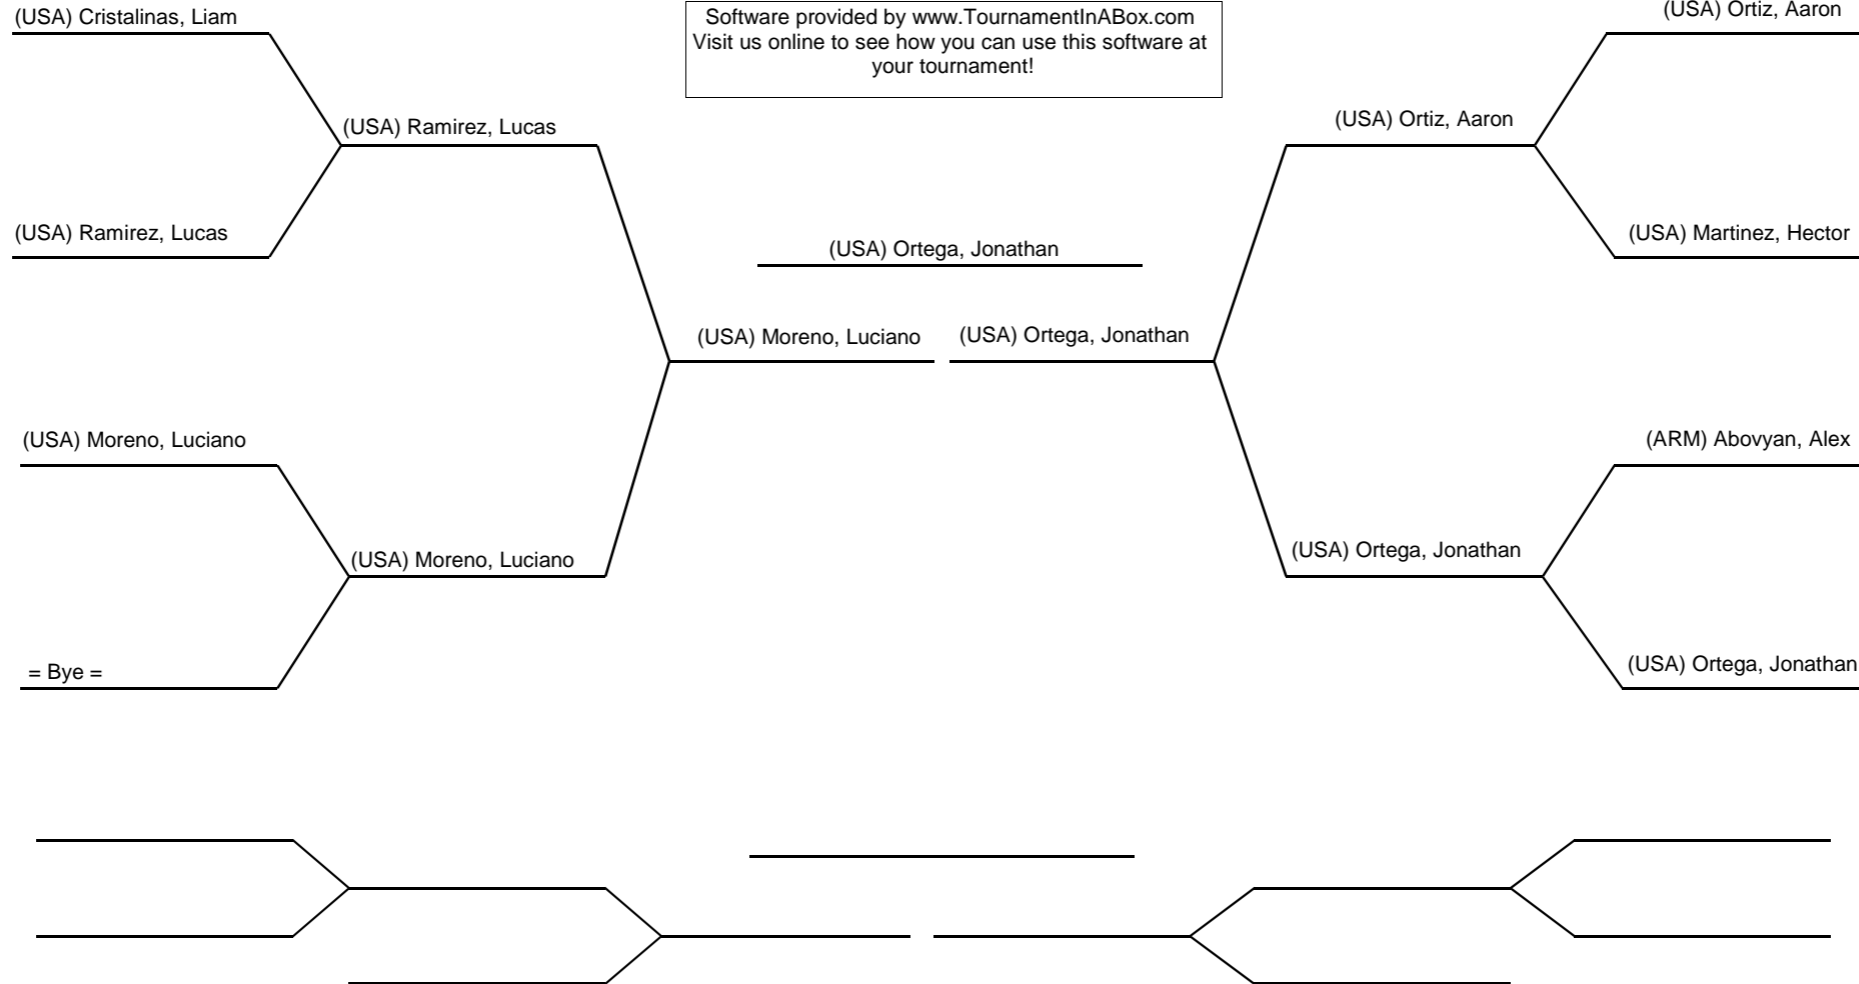 (USA) Cristalinas, Liam
Software provided by www.TournamentInABox.com
Visit us online to see how you can use this software at
your tournament!
(USA) Ortiz, Aaron
(USA) Ramirez, Lucas
(USA) Ortiz, Aaron
(USA) Ramirez, Lucas
(USA) Ortega, Jonathan
(USA) Martinez, Hector
(USA) Moreno, Luciano
(USA) Ortega, Jonathan
(USA) Moreno, Luciano
(ARM) Abovyan, Alex
(USA) Moreno, Luciano
(USA) Ortega, Jonathan
= Bye =
(USA) Ortega, Jonathan